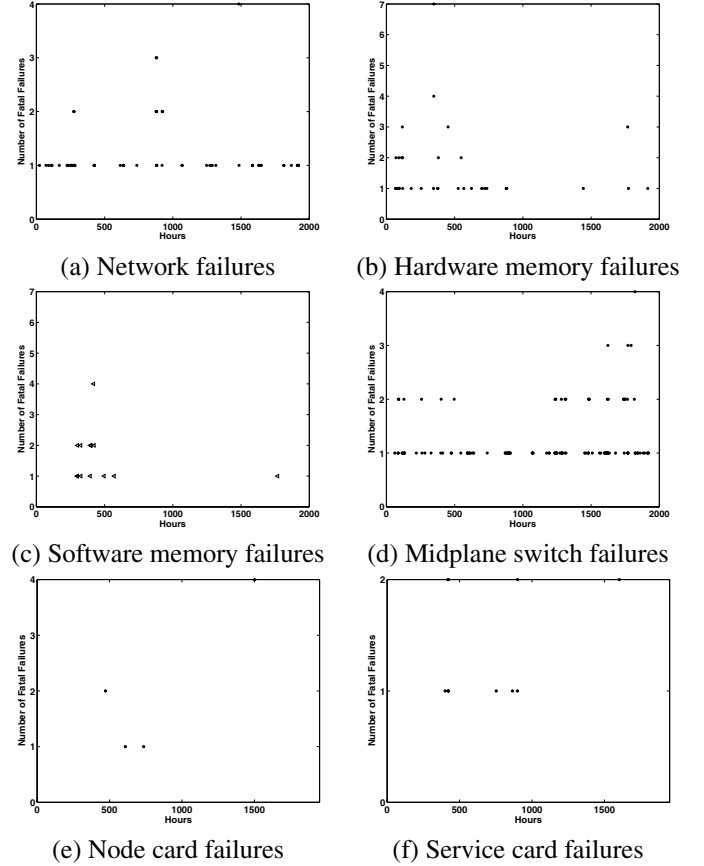 4
3
2
1
0
0 500 1000 1500 2000
Hours
Number of Fatal Failures
(a) Network failures
7
6
5
4
3
2
1
0
0 500 1000 1500 2000
Hours
Number of Fatal Failures
(b) Hardware memory failures
7
6
5
4
3
2
1
0
0 500 1000 1500 2000
Hours
Number of Fatal Failures
(c) Software memory failures
4
3
2
1
0
0 500 1000 1500 2000
Hours
Number of Fatal Failures
(d) Midplane switch failures
4
3
2
1
0
0 500 1000 1500
Hours
Number of Fatal Failures
(e) Node card failures
2
1
0
0 500 1000 1500
Hours
Number of Fatal Failures
(f) Service card failures